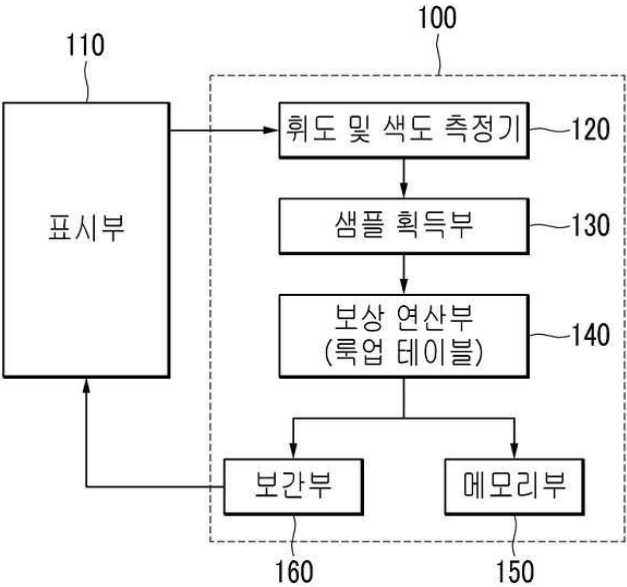 110
100
휘도 및 색도 측정기
120
표시부
샘플 획득부
130
보상 연산부
(룩업 테이블)
140
보간부
메모리부
160
150